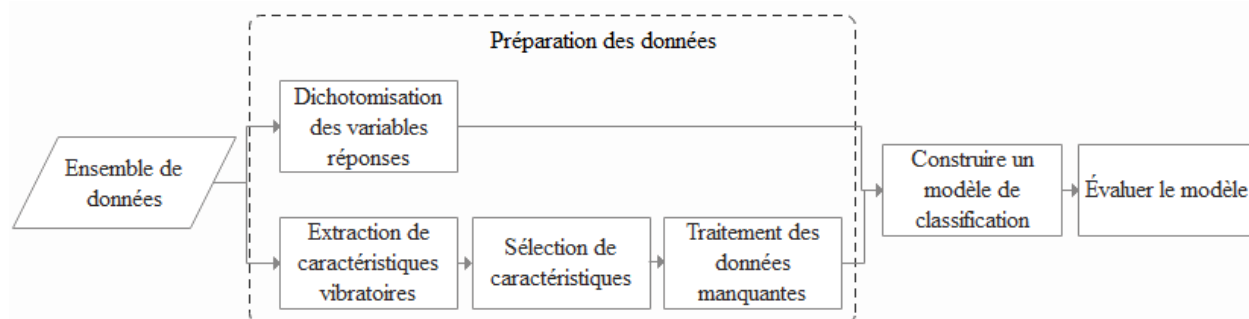 Préparation des données
Dichotomisation
des variables
réponses
Ensemble de
données
Extraction de
caractéristiques
vibratoires
Sélection de
caractéristiques
Traitement des
données
manquantes
Construire un
modèle de
classification
Évaluer le modèle